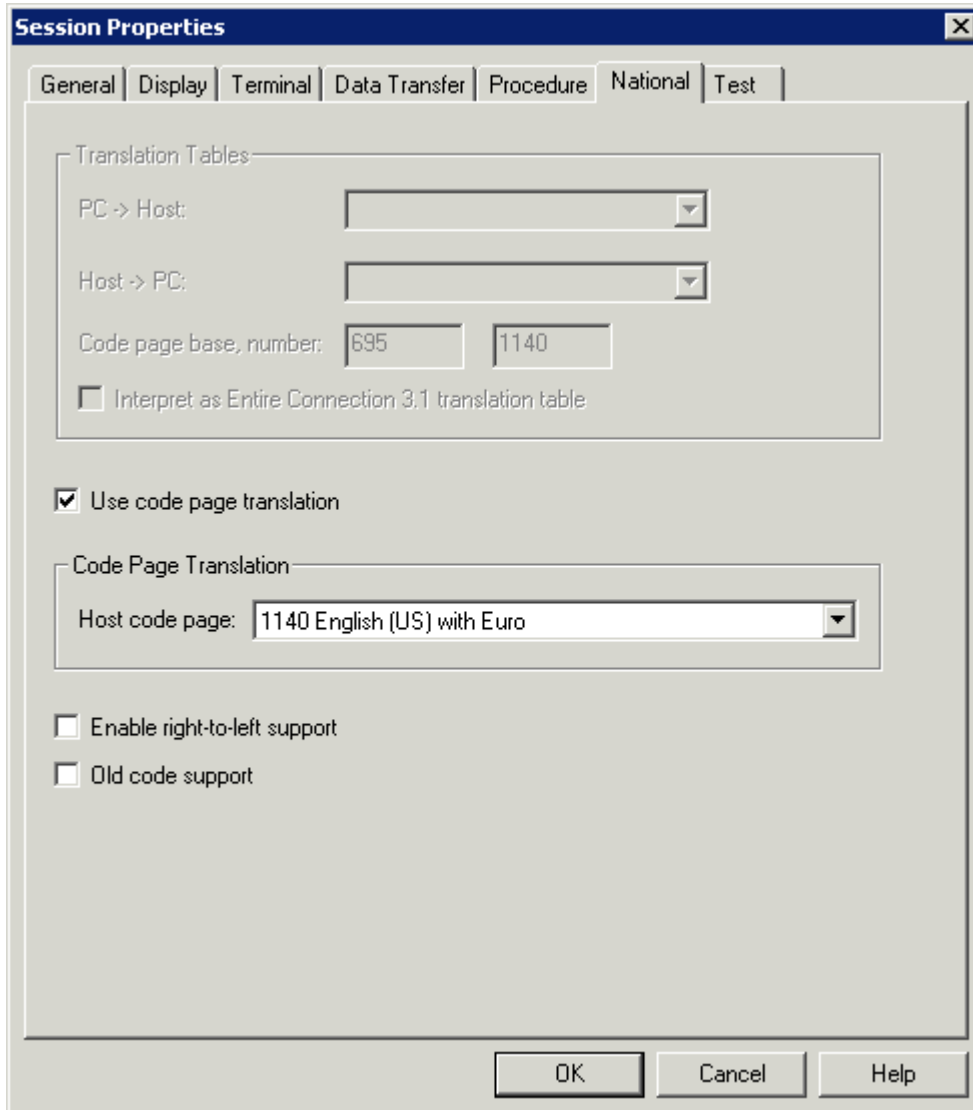 Session Properties
General Display Terminal Data Transfer Procedure National Test
Translation Tables
PC -> Host:
Host -> PC:
Code page base, number: 695 1140
Interpret as Entire Connection 3.1 translation table
Use code page translation
Code Page Translation
Host code page: 1140 English (US) with Euro
Enable right-to-left support
Old code support
OK Cancel Help